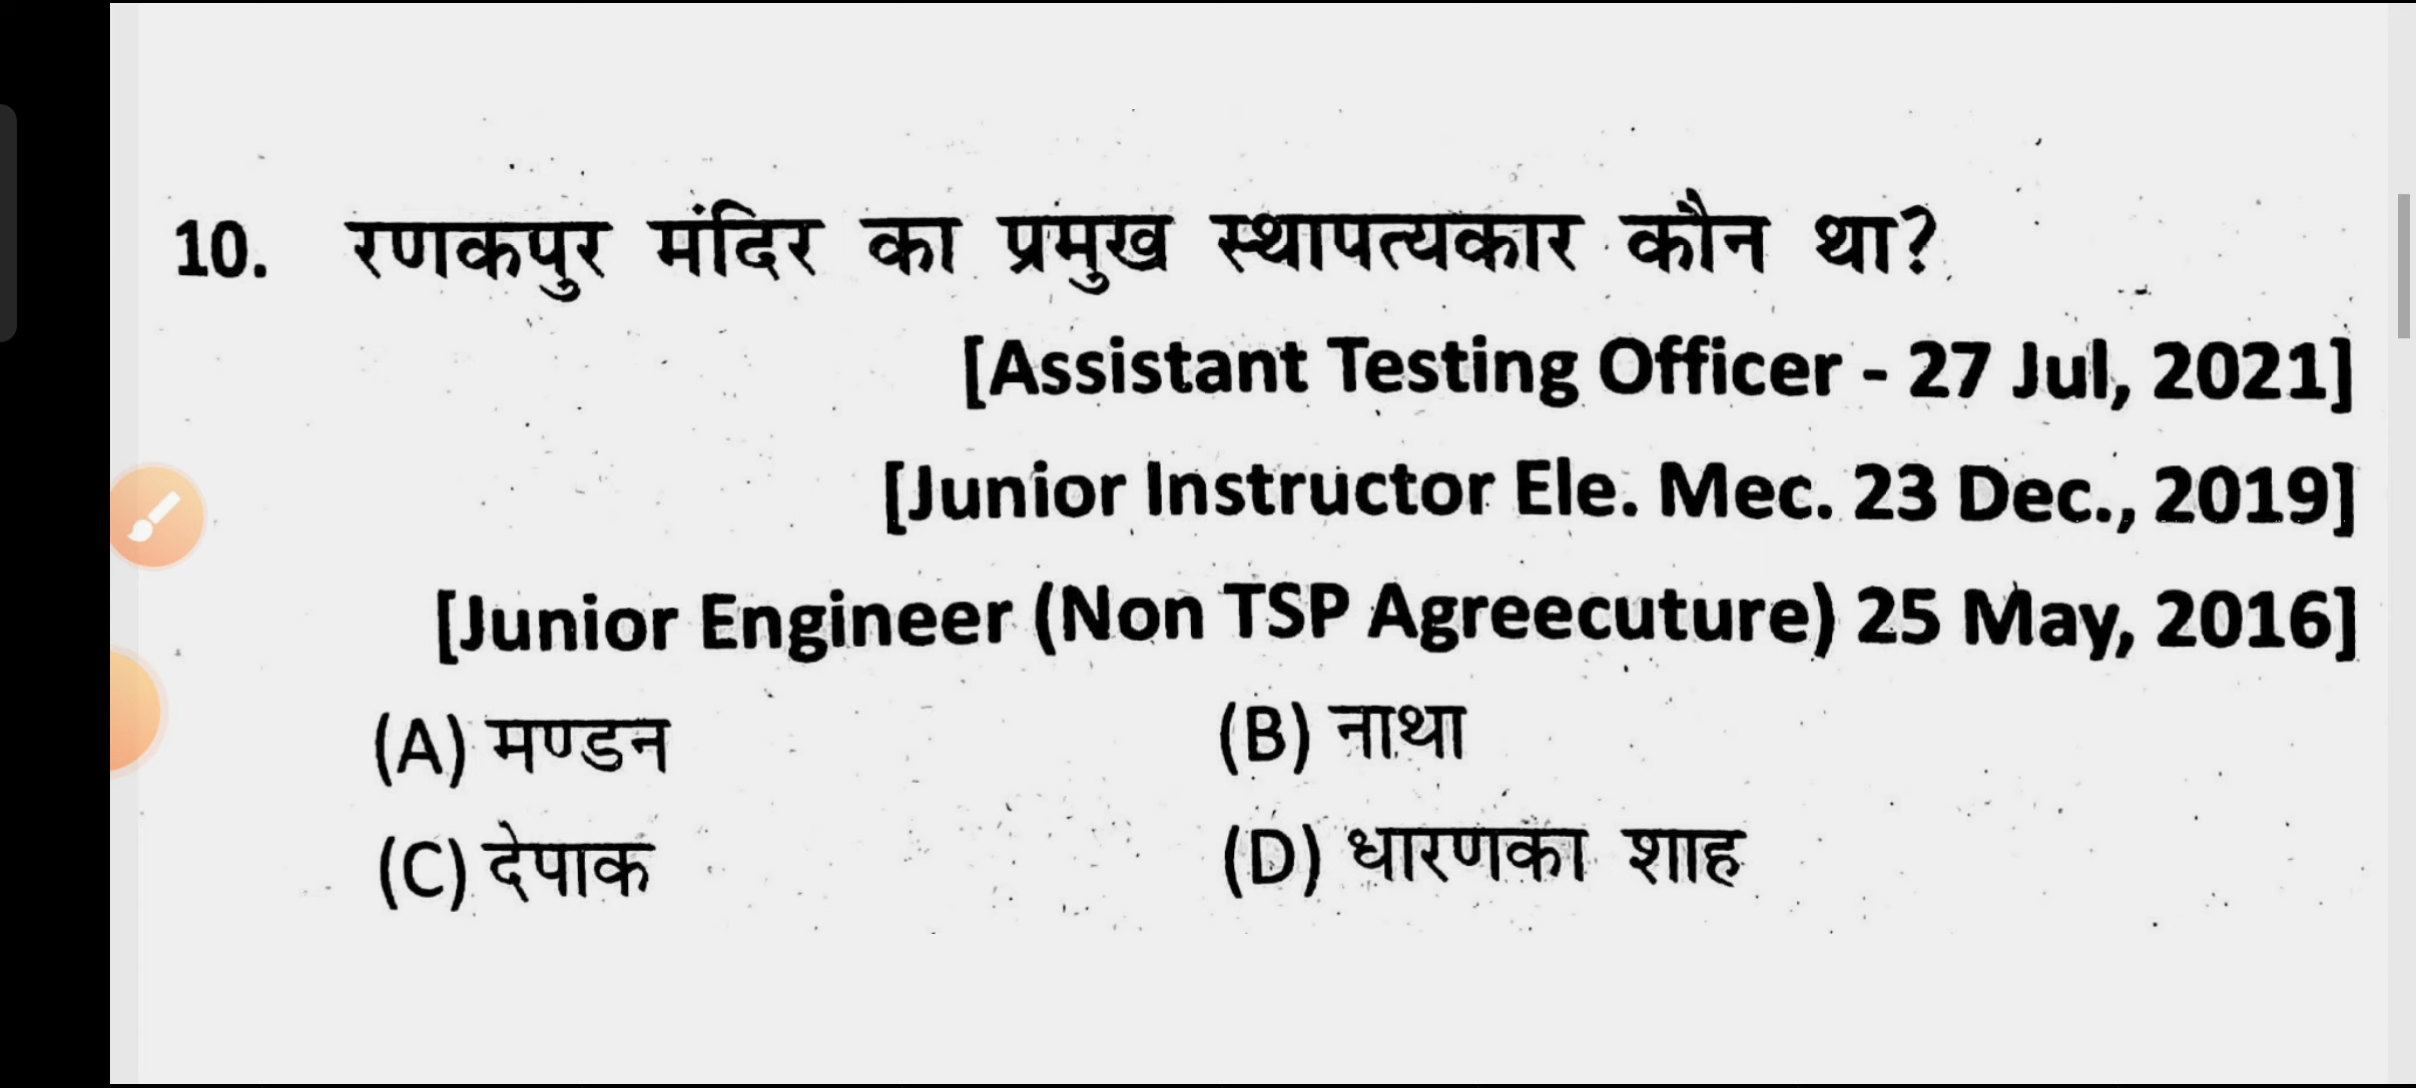 10. रणकपुर मंदिर का प्रमुख स्थापत्यकार कौन था?
[Assistant Testing Officer - 27 Jul, 2021]
[Junior Instructor Ele. Mec. 23 Dec., 2019]
[Junior Engineer (Non TSP Agreecuture) 25 May, 2016]
(A) मण्डन (B) नाथा
(C) देपाक (D) धारणका शाह